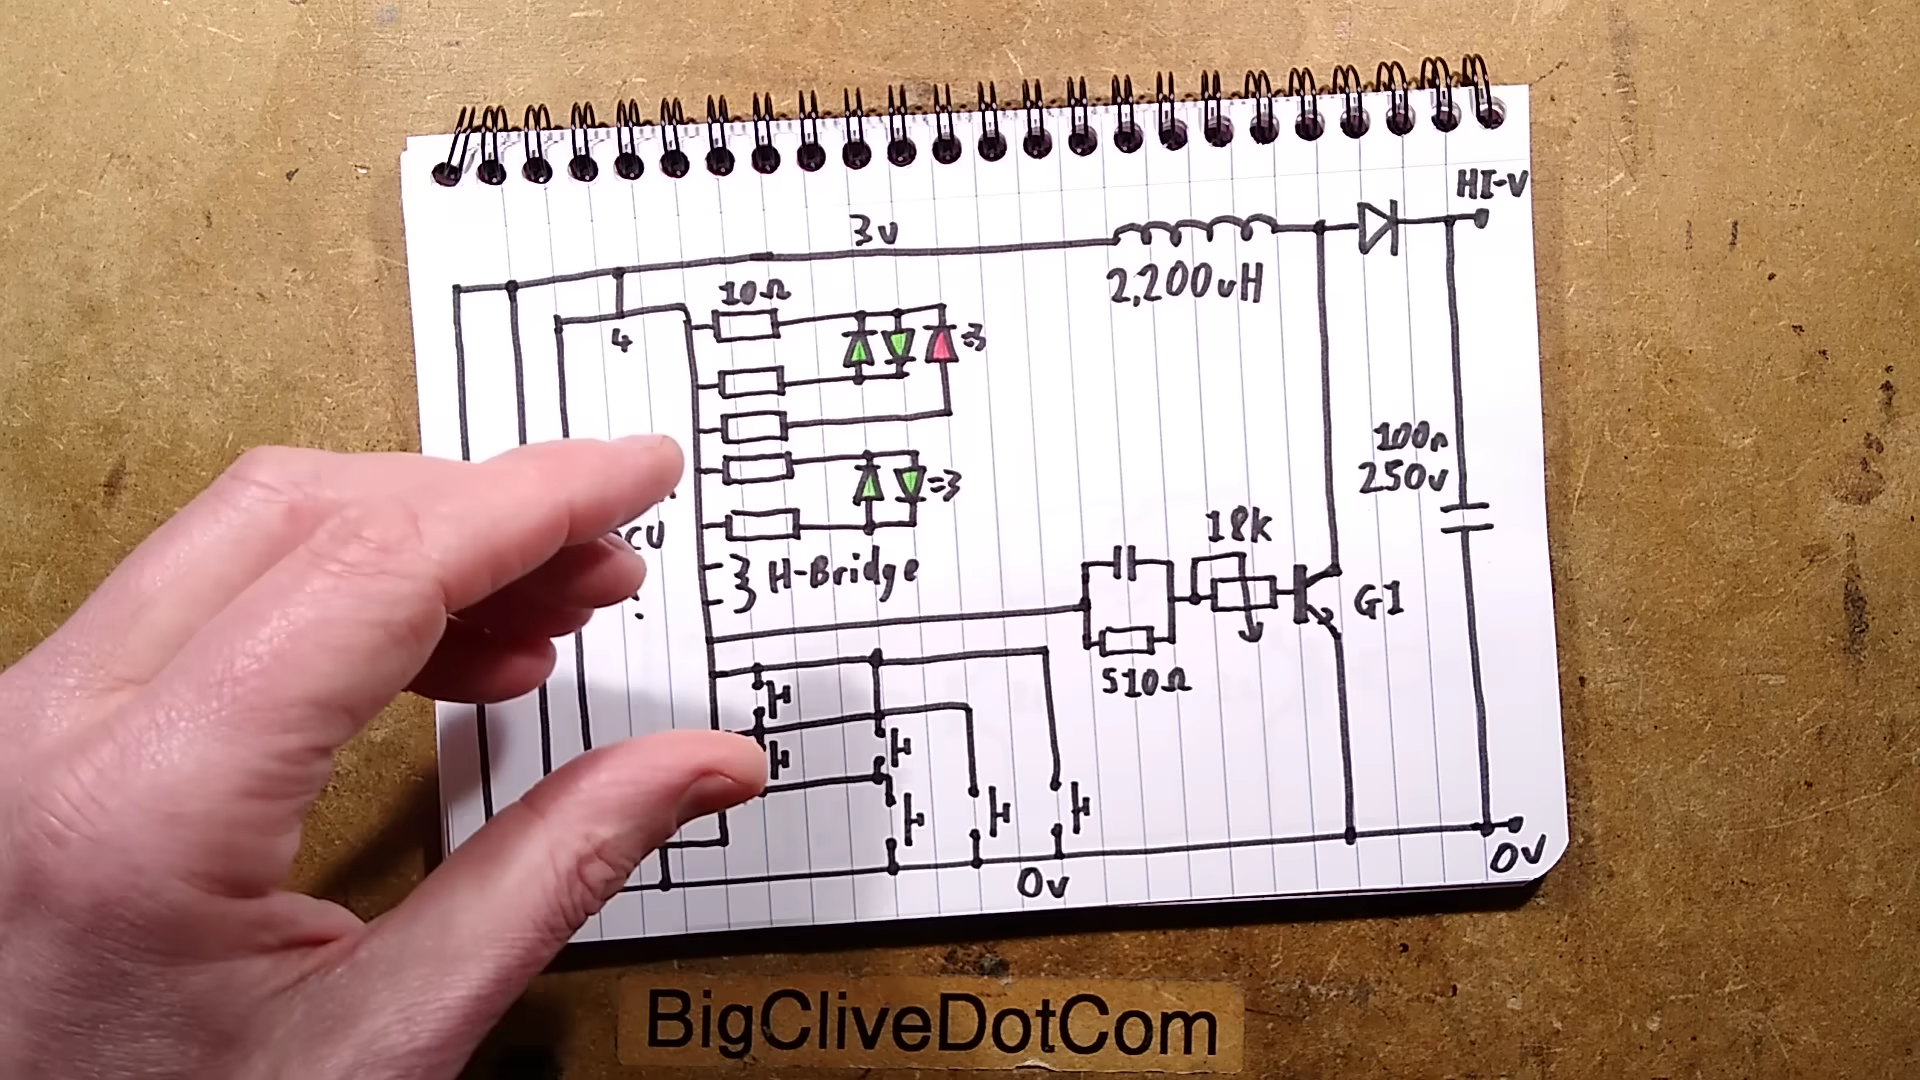 HI-V
3v
2,200uH
10Ω
4
=3
100n
250v
=3
18k
H-Bridge
G1
510Ω
0v
0v
BigCliveDotCom